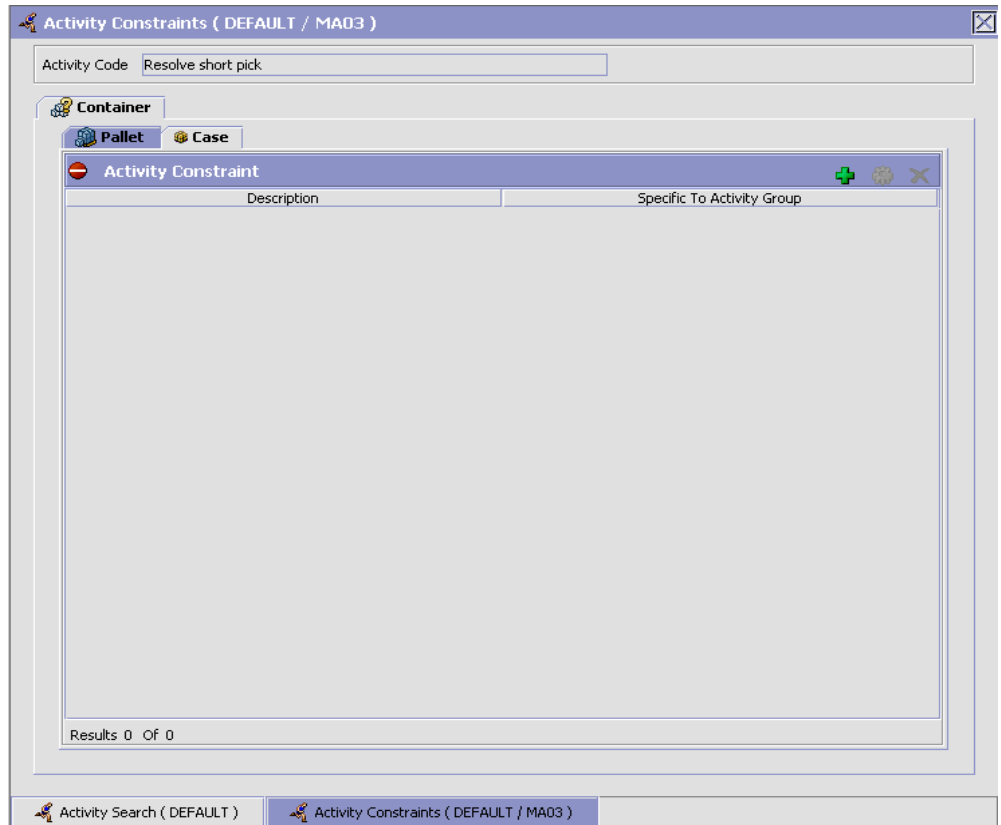 Activity Constraints ( DEFAULT / MA03 )
Activity Code Resolve short pick
Container
Pallet Case
Activity Constraint
Description Specific To Activity Group
Results 0 Of 0
Activity Search ( DEFAULT ) Activity Constraints ( DEFAULT / MA03 )